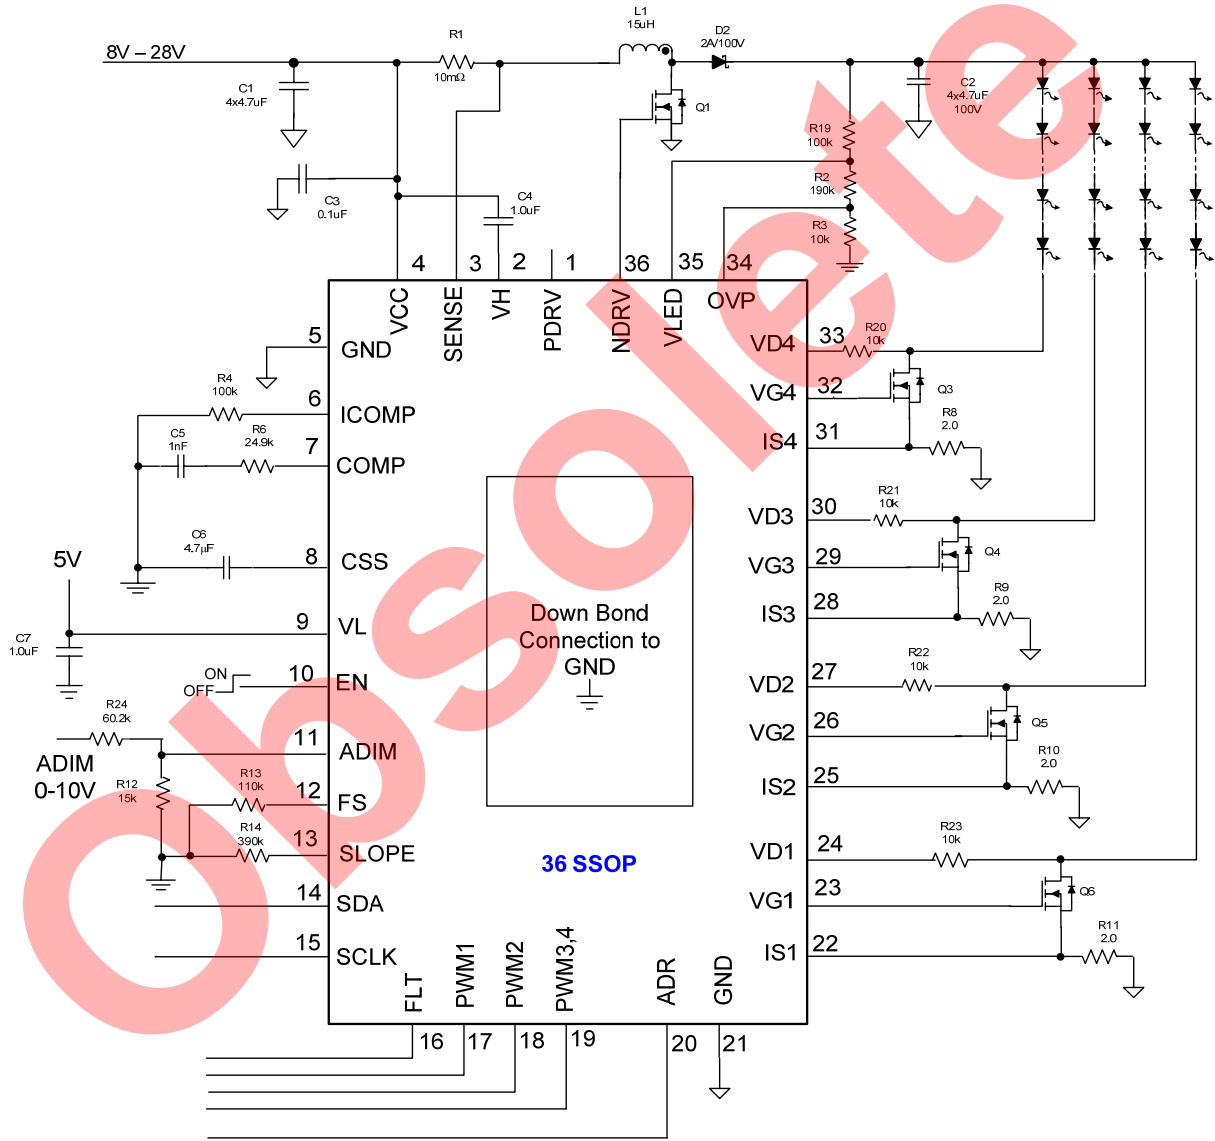 L1
15uH
R1
10mΩ
D2
2A/100V
8V – 28V
C1
4x4.7uF
Q1
C2
4x4.7uF
100V
R19
100k
C3
0.1uF
C4
1.0uF
R2
190k
R3
10k
4
3
2
1
36
35
34
VCC
SENSE
VH
PDRV
NDRV
VLED
OVP
5
GND
R4
100k
6
ICOMP
C5
1nF
R6
24.9k
7
COMP
C6
4.7µF
8
CSS
5V
C7
1.0uF
9
VL
ON
OFF
10
EN
R24
60.2k
ADIM
0-10V
11
ADIM
R12
15k
R13
110k
12
FS
R14
390k
13
SLOPE
14
SDA
15
SCLK
VD4
33
R20
10k
VG4
32
Q3
IS4
31
R8
2.0
VD3
30
R21
10k
VG3
29
Q4
IS3
28
R9
2.0
VD2
27
R22
10k
VG2
26
Q5
IS2
25
R10
2.0
VD1
24
R23
10k
VG1
23
Q6
IS1
22
R11
2.0
Down Bond
Connection to
GND
36 SSOP
FLT
PWM1
PWM2
PWM3,4
ADR
GND
16
17
18
19
20
21
Obsolete